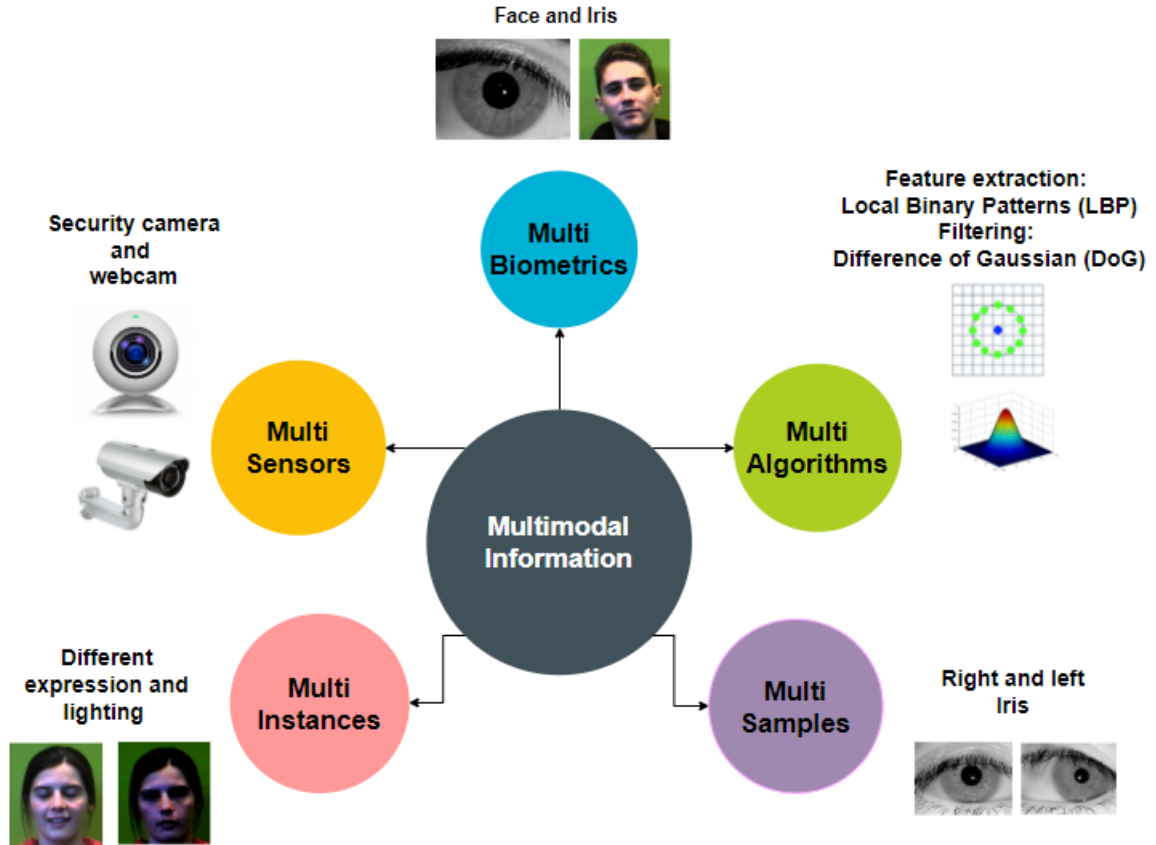 Face and Iris
Multi
Biometrics
Feature extraction:
Local Binary Patterns (LBP)
Filtering:
Difference of Gaussian (DoG)
Security camera
and
webcam
Multi
Sensors
Multi
Algorithms
Multimodal
Information
Different
expression and
lighting
Multi
Instances
Multi
Samples
Right and left
Iris